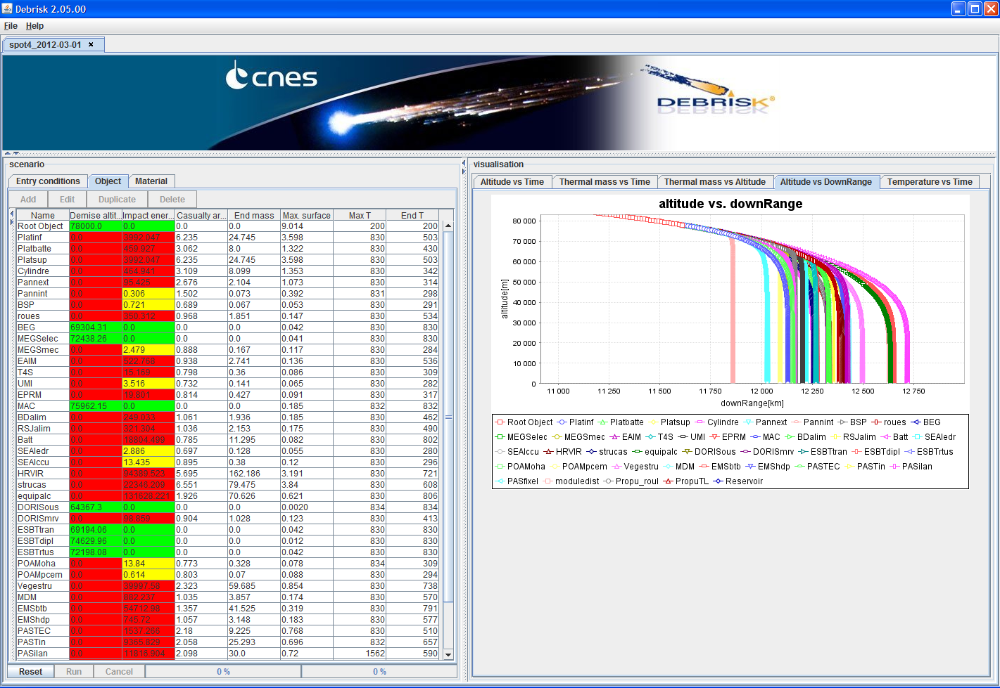 Debrisk 2.05.00
File Help
spot4_2012-03-01
cnes
DEBRISK®
scenario
Entry conditions Object Material
Add Edit Duplicate Delete
Name Demise altit... Impact ener... Casualty ar... End mass Max. surface Max T End T
Root Object 78000.0 0.0 0.0 0.0 9.014 200 200
Platinf 0.0 3992.047 6.235 24.745 3.598 830 503
Platbatte 0.0 459.927 3.062 8.0 1.322 830 430
Platsup 0.0 3992.047 6.235 24.745 3.598 830 503
Cylindre 0.0 464.941 3.109 8.099 1.353 830 342
Pannext 0.0 95.425 2.676 2.104 1.073 830 314
Pannint 0.0 0.306 1.502 0.073 0.392 831 298
BSP 0.0 0.721 0.689 0.067 0.053 830 291
roues 0.0 350.312 0.968 1.851 0.147 830 534
BEG 69304.31 0.0 0.0 0.0 0.042 830 830
MEGSelec 72438.26 0.0 0.0 0.0 0.041 830 830
MEGSmec 0.0 2.479 0.888 0.167 0.117 830 284
EAIM 0.0 522.768 0.938 2.741 0.136 830 536
T4S 0.0 15.169 0.798 0.36 0.086 830 309
UMI 0.0 3.516 0.732 0.141 0.065 830 282
EPRM 0.0 19.801 0.814 0.427 0.091 830 317
MAC 75962.15 0.0 0.0 0.0 0.185 832 832
BDalim 0.0 249.033 1.061 1.936 0.185 830 462
RSJalim 0.0 321.304 1.036 2.153 0.175 830 490
Batt 0.0 18804.499 0.785 11.295 0.082 830 802
SEAIedr 0.0 2.886 0.697 0.128 0.055 830 280
SEAIccu 0.0 13.435 0.895 0.38 0.12 830 296
HRVIR 0.0 94389.523 5.695 162.186 3.191 830 721
strucas 0.0 22346.209 6.551 79.475 3.84 830 608
equipalc 0.0 131628.221 1.926 70.626 0.621 830 806
DORISous 64367.3 0.0 0.0 0.0 0.0020 834 834
DORISmrv 0.0 98.859 0.904 1.028 0.123 830 413
ESBTtran 69194.06 0.0 0.0 0.0 0.042 830 830
ESBTdipl 74629.96 0.0 0.0 0.0 0.012 830 830
ESBTrtus 72198.08 0.0 0.0 0.0 0.042 830 830
POAMoha 0.0 13.84 0.773 0.328 0.078 834 309
POAMpcem 0.0 0.614 0.803 0.07 0.088 830 294
Vegestru 0.0 39997.58 2.323 59.685 0.854 830 738
MDM 0.0 882.237 1.035 3.857 0.174 830 570
EMSbtb 0.0 54712.98 1.357 41.525 0.319 830 791
EMShdp 0.0 745.72 1.057 3.148 0.183 830 577
PASTEC 0.0 1537.266 2.18 9.225 0.768 830 510
PASTin 0.0 9365.829 2.058 25.293 0.696 832 657
PASilan 0.0 11816.904 2.098 30.0 0.72 1562 590
Reset Run Cancel 0 % 0 %
visualisation
Altitude vs Time Thermal mass vs Time Thermal mass vs Altitude Altitude vs DownRange Temperature vs Time
altitude vs. downRange
altitude[m]
80 000
70 000
60 000
50 000
40 000
30 000
20 000
10 000
0
11 000 11 250 11 500 11 750 12 000 12 250 12 500 12 750
downRange[km]
Root Object Platinf Platbatte Platsup Cylindre Pannext Pannint BSP roues BEG
MEGSelec MEGSmec EAIM T4S UMI EPRM MAC BDalim RSJalim Batt SEAIedr
SEAIccu HRVIR strucas equipalc DORISous DORISmrv ESBTtran ESBTdipl ESBTrtus
POAMoha POAMpcem Vegestru MDM EMSbtb EMShdp PASTEC PASTin PASilan
PASfixel moduledist Propu_roul PropuTL Reservoir